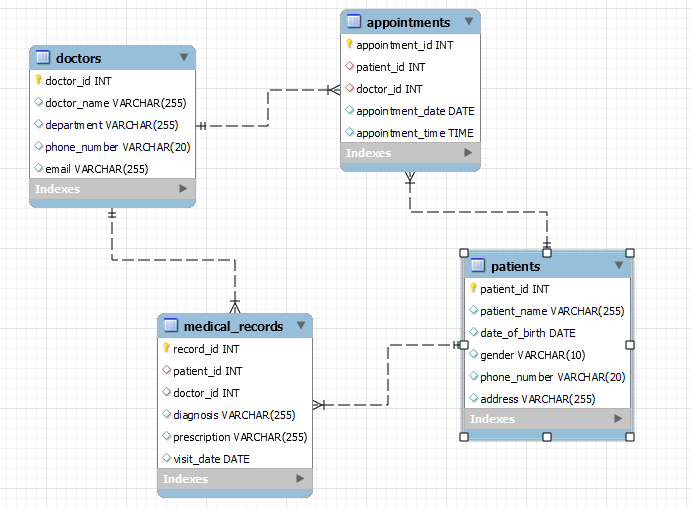 appointments
appointment_id INT
patient_id INT
doctor_id INT
appointment_date DATE
appointment_time TIME
Indexes
doctors
doctor_id INT
doctor_name VARCHAR(255)
department VARCHAR(255)
phone_number VARCHAR(20)
email VARCHAR(255)
Indexes
patients
patient_id INT
patient_name VARCHAR(255)
date_of_birth DATE
gender VARCHAR(10)
phone_number VARCHAR(20)
address VARCHAR(255)
Indexes
medical_records
record_id INT
patient_id INT
doctor_id INT
diagnosis VARCHAR(255)
prescription VARCHAR(255)
visit_date DATE
Indexes